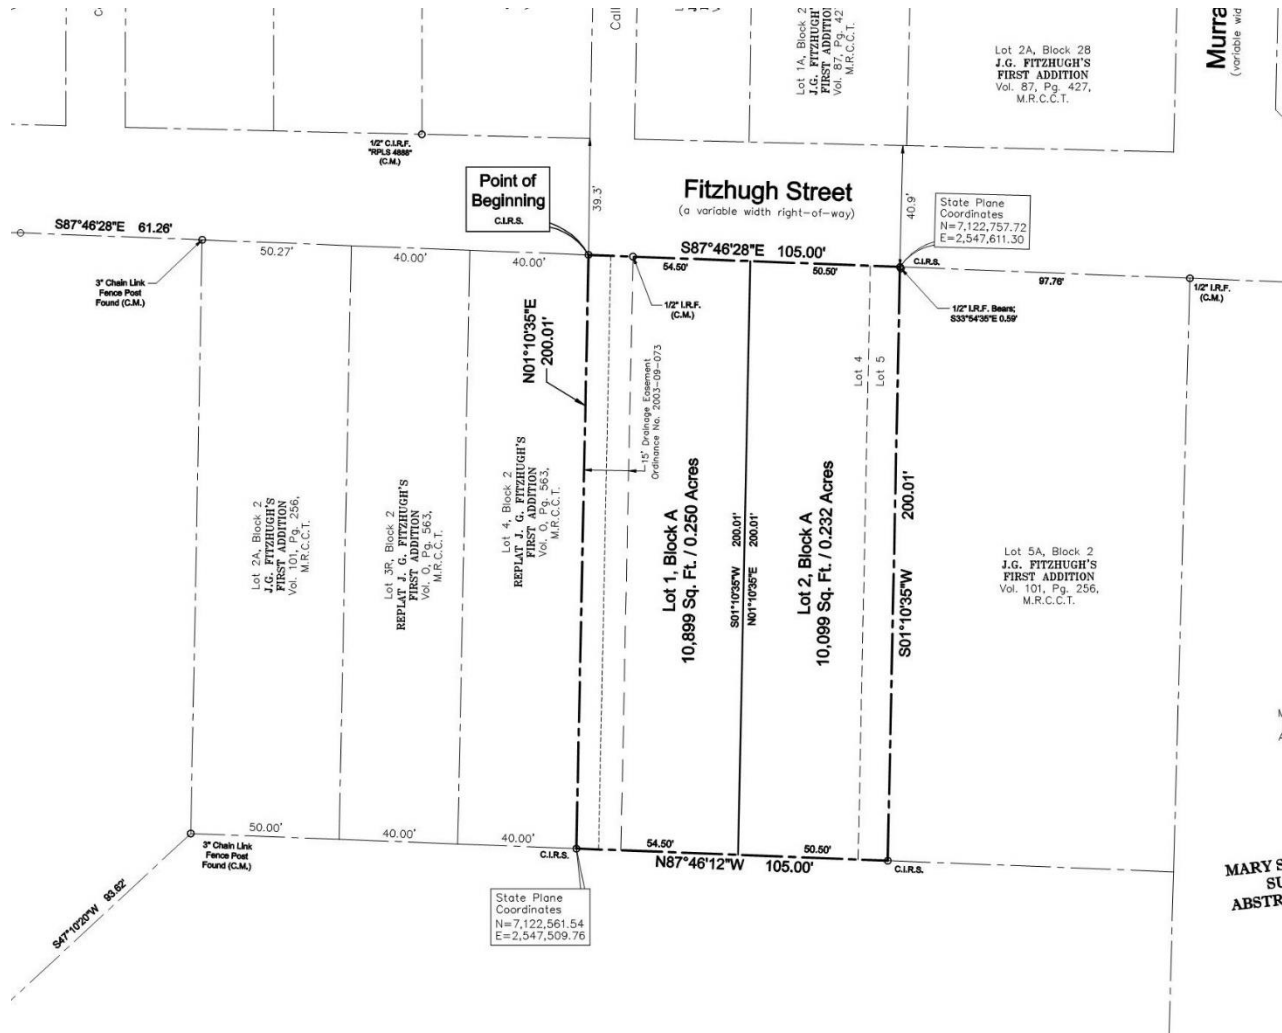 Call
Lot 1A, Block 2
J.G. FITZHUGH'S
FIRST ADDITION
Vol. 87, Pg. 42
M.R.C.C.T.
Lot 2A, Block 28
J.G. FITZHUGH'S
FIRST ADDITION
Vol. 87, Pg. 427,
M.R.C.C.T.
Murra
(variable wid
1/2" C.I.R.F.
"RPLS 4888"
(C.M.)
Point of
Beginning
C.I.R.S.
39.3'
Fitzhugh Street
(a variable width right-of-way)
40.9'
State Plane
Coordinates
N=7,122,757.72
E=2,547,611.30
S87°46'28"E 61.26'
50.27'
40.00'
40.00'
S87°46'28"E 105.00'
54.50'
50.50'
C.I.R.S.
97.76'
3" Chain Link
Fence Post
Found (C.M.)
1/2" I.R.F.
(C.M.)
1/2" I.R.F. Bears;
S33°54'35"E 0.59'
1/2" I.R.F.
(C.M.)
N01°10'35"E
200.01'
15' Drainage Easement
Ordinance No. 2003-09-073
Lot 4
Lot 5
Lot 2A, Block 2
J.G. FITZHUGH'S
FIRST ADDITION
Vol. 101, Pg. 256,
M.R.C.C.T.
Lot 3R, Block 2
REPLAT J. G. FITZHUGH'S
FIRST ADDITION
Vol. O, Pg. 563,
M.R.C.C.T.
Lot 4, Block 2
REPLAT J. G. FITZHUGH'S
FIRST ADDITION
Vol. O, Pg. 563,
M.R.C.C.T.
Lot 1, Block A
10,899 Sq. Ft. / 0.250 Acres
S01°10'35"W 200.01'
N01°10'35"E 200.01'
Lot 2, Block A
10,099 Sq. Ft. / 0.232 Acres
S01°10'35"W 200.01'
Lot 5A, Block 2
J.G. FITZHUGH'S
FIRST ADDITION
Vol. 101, Pg. 256,
M.R.C.C.T.
50.00'
40.00'
40.00'
C.I.R.S.
54.50'
50.50'
N87°46'12"W 105.00'
C.I.R.S.
3" Chain Link
Fence Post
Found (C.M.)
S47°10'20"W 93.62'
State Plane
Coordinates
N=7,122,561.54
E=2,547,509.76
MARY S
SU
ABSTR